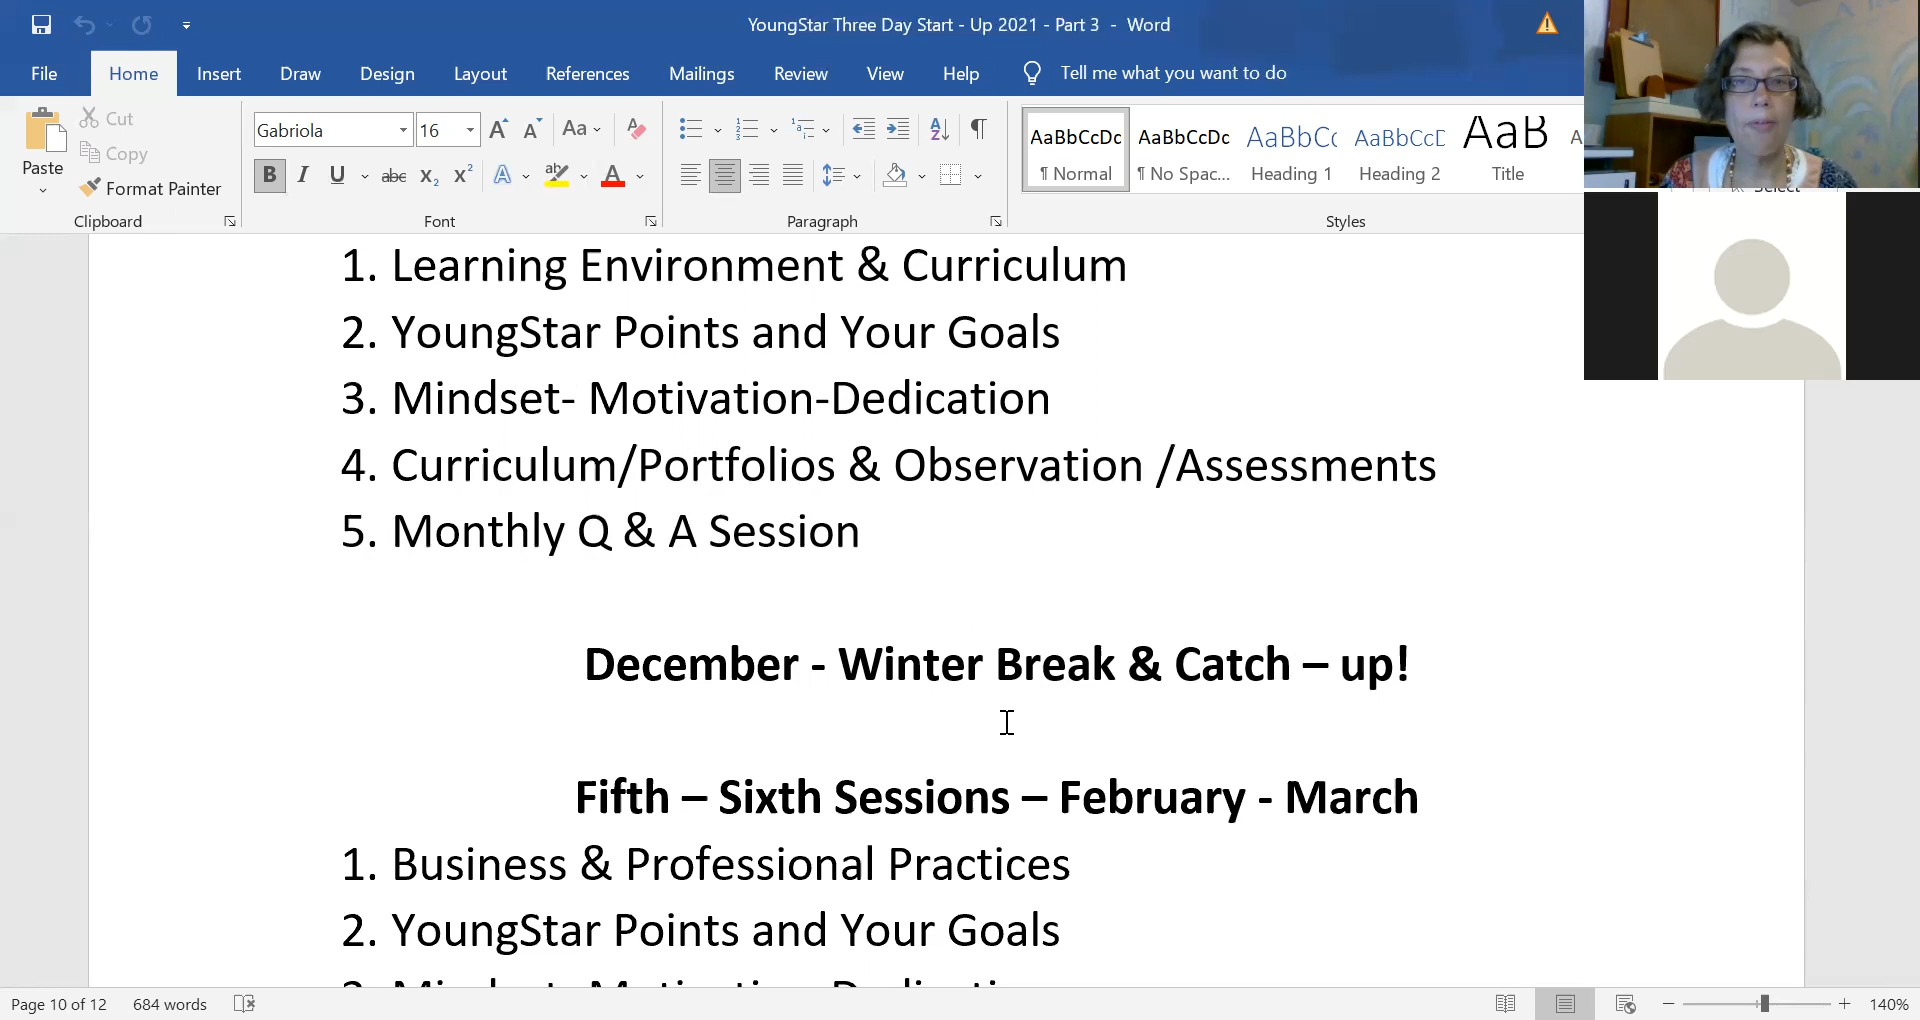 YoungStar Three Day Start - Up 2021 - Part 3 - Word
File Home Insert Draw Design Layout References Mailings Review View Help Tell me what you want to do
Paste
Cut
Copy
Format Painter
Clipboard
Gabriola 16
Font
Paragraph
AaBbCcDc AaBbCcDc AaBbCc AaBbCcD AaB
¶ Normal ¶ No Spac... Heading 1 Heading 2 Title
Select
Styles
1. Learning Environment & Curriculum
2. YoungStar Points and Your Goals
3. Mindset- Motivation-Dedication
4. Curriculum/Portfolios & Observation /Assessments
5. Monthly Q & A Session
December - Winter Break & Catch – up!
Fifth – Sixth Sessions – February - March
1. Business & Professional Practices
2. YoungStar Points and Your Goals
Page 10 of 12 684 words 140%